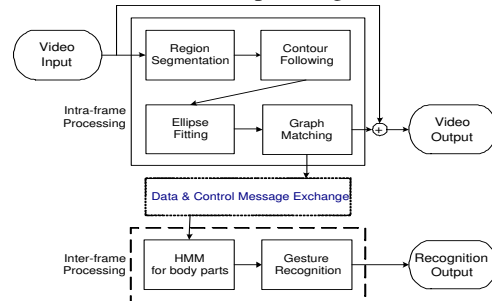 Video
Input
Region
Segmentation
Contour
Following
Intra-frame
Processing
Ellipse
Fitting
Graph
Matching
+
Video
Output
Data & Control Message Exchange
Inter-frame
Processing
HMM
for body parts
Gesture
Recognition
Recognition
Output